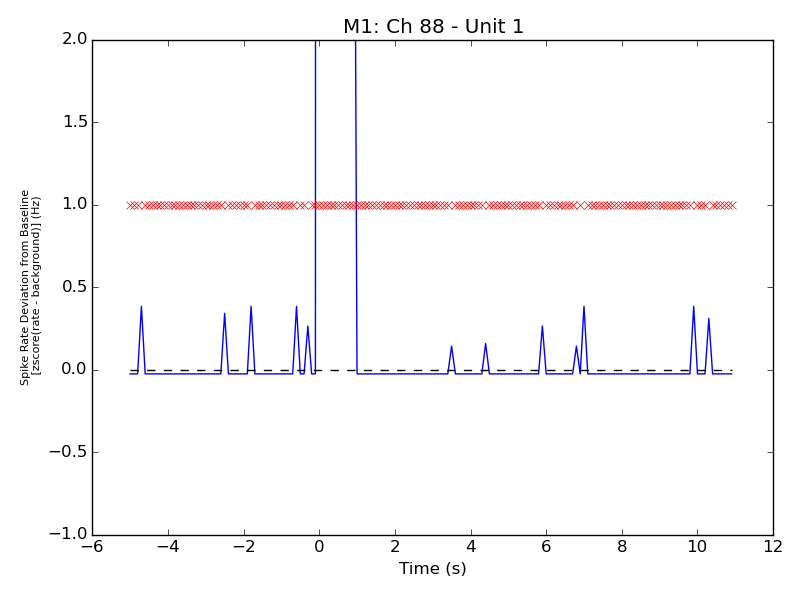 M1: Ch 88 - Unit 1
2.0
1.5
1.0
0.5
0.0
−0.5
−1.0
Spike Rate Deviation from Baseline
[zscore(rate - background)] (Hz)
−6 −4 −2 0 2 4 6 8 10 12
Time (s)